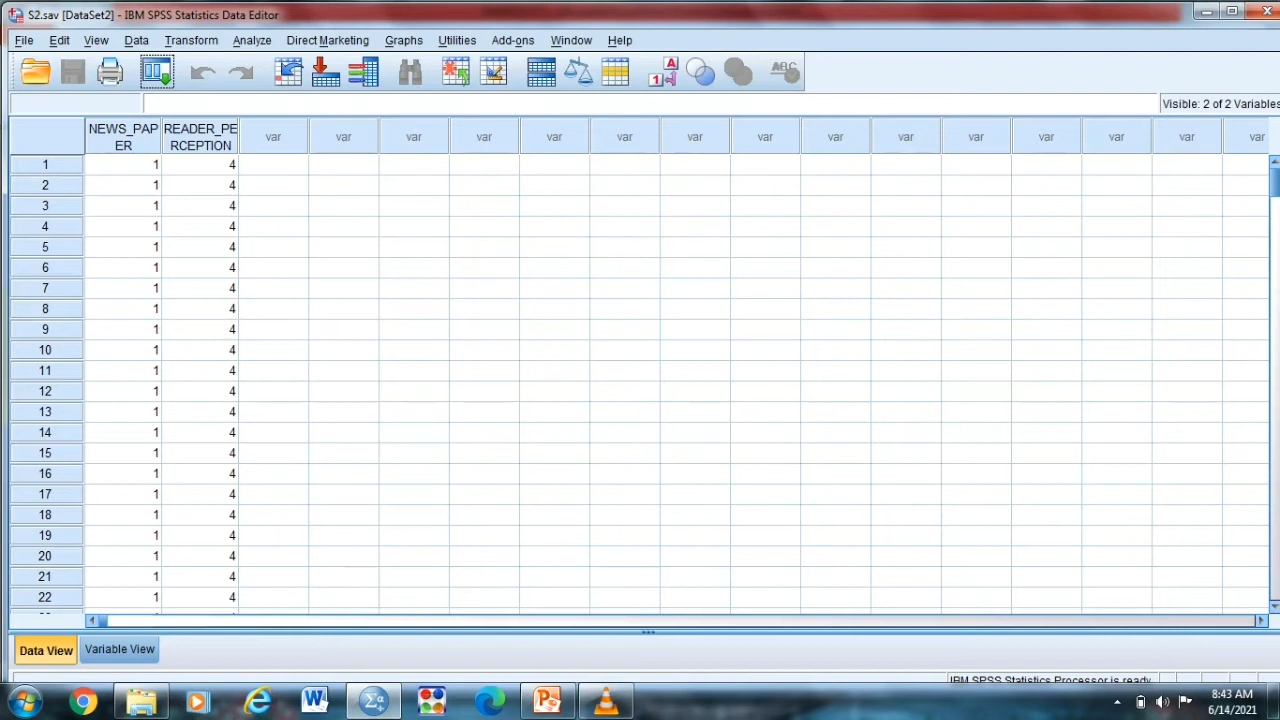 S2.sav [DataSet2] - IBM SPSS Statistics Data Editor
File Edit View Data Transform Analyze Direct Marketing Graphs Utilities Add-ons Window Help
A
1
ABC
Visible: 2 of 2 Variables
NEWS_PAP READER_PE var var var var var var var var var var var var var var var
ER RCEPTION
1 1 4
2 1 4
3 1 4
4 1 4
5 1 4
6 1 4
7 1 4
8 1 4
9 1 4
10 1 4
11 1 4
12 1 4
13 1 4
14 1 4
15 1 4
16 1 4
17 1 4
18 1 4
19 1 4
20 1 4
21 1 4
22 1 4
Data View Variable View
IBM SPSS Statistics Processor is ready
8:43 AM
6/14/2021